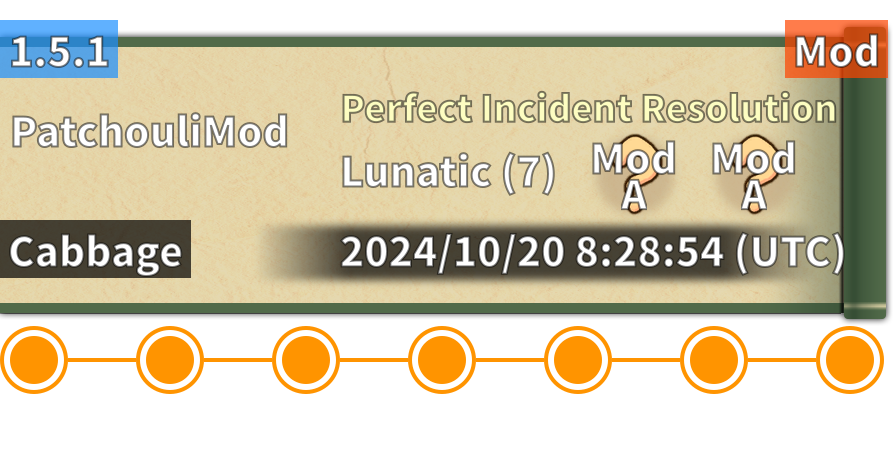 1.5.1
Mod
PatchouliMod
Perfect Incident Resolution
Lunatic (7)
Mod
A
Mod
A
Cabbage
2024/10/20 8:28:54 (UTC)